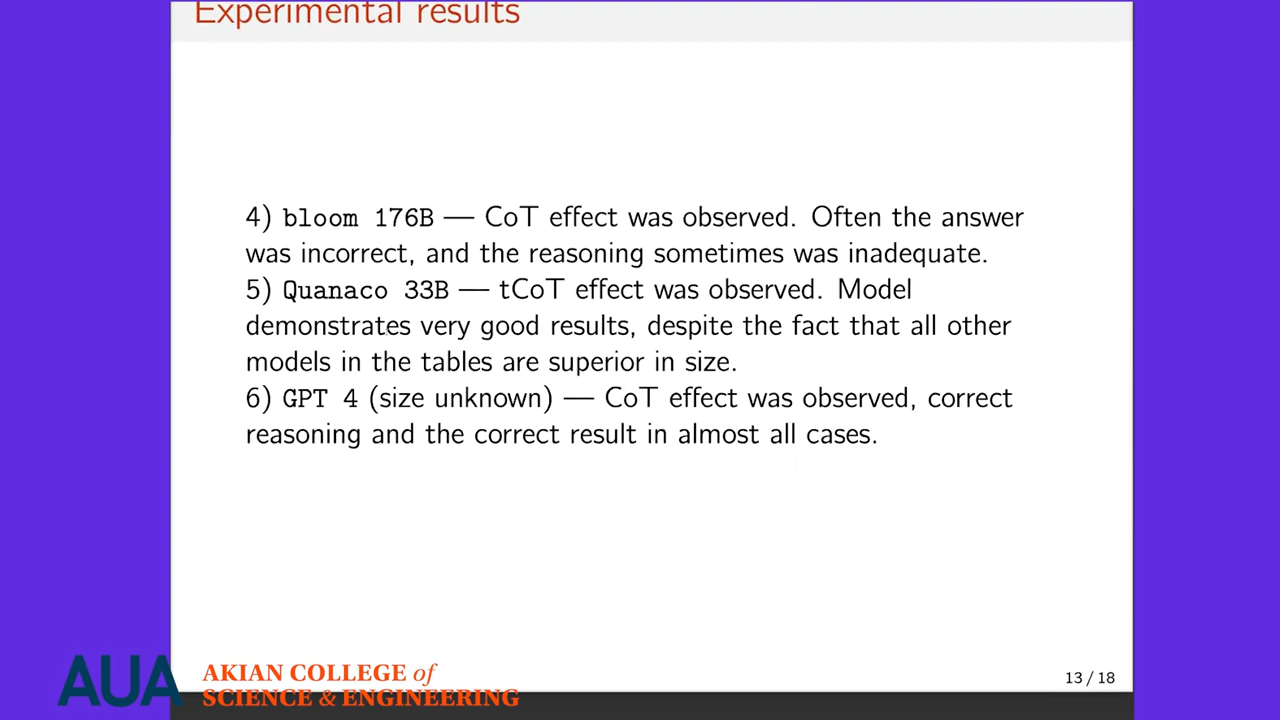 Experimental results
4) bloom 176B — CoT effect was observed. Often the answer
was incorrect, and the reasoning sometimes was inadequate.
5) Quanaco 33B — tCoT effect was observed. Model
demonstrates very good results, despite the fact that all other
models in the tables are superior in size.
6) GPT 4 (size unknown) — CoT effect was observed, correct
reasoning and the correct result in almost all cases.
13 / 18
AUA
AKIAN COLLEGE of
SCIENCE & ENGINEERING